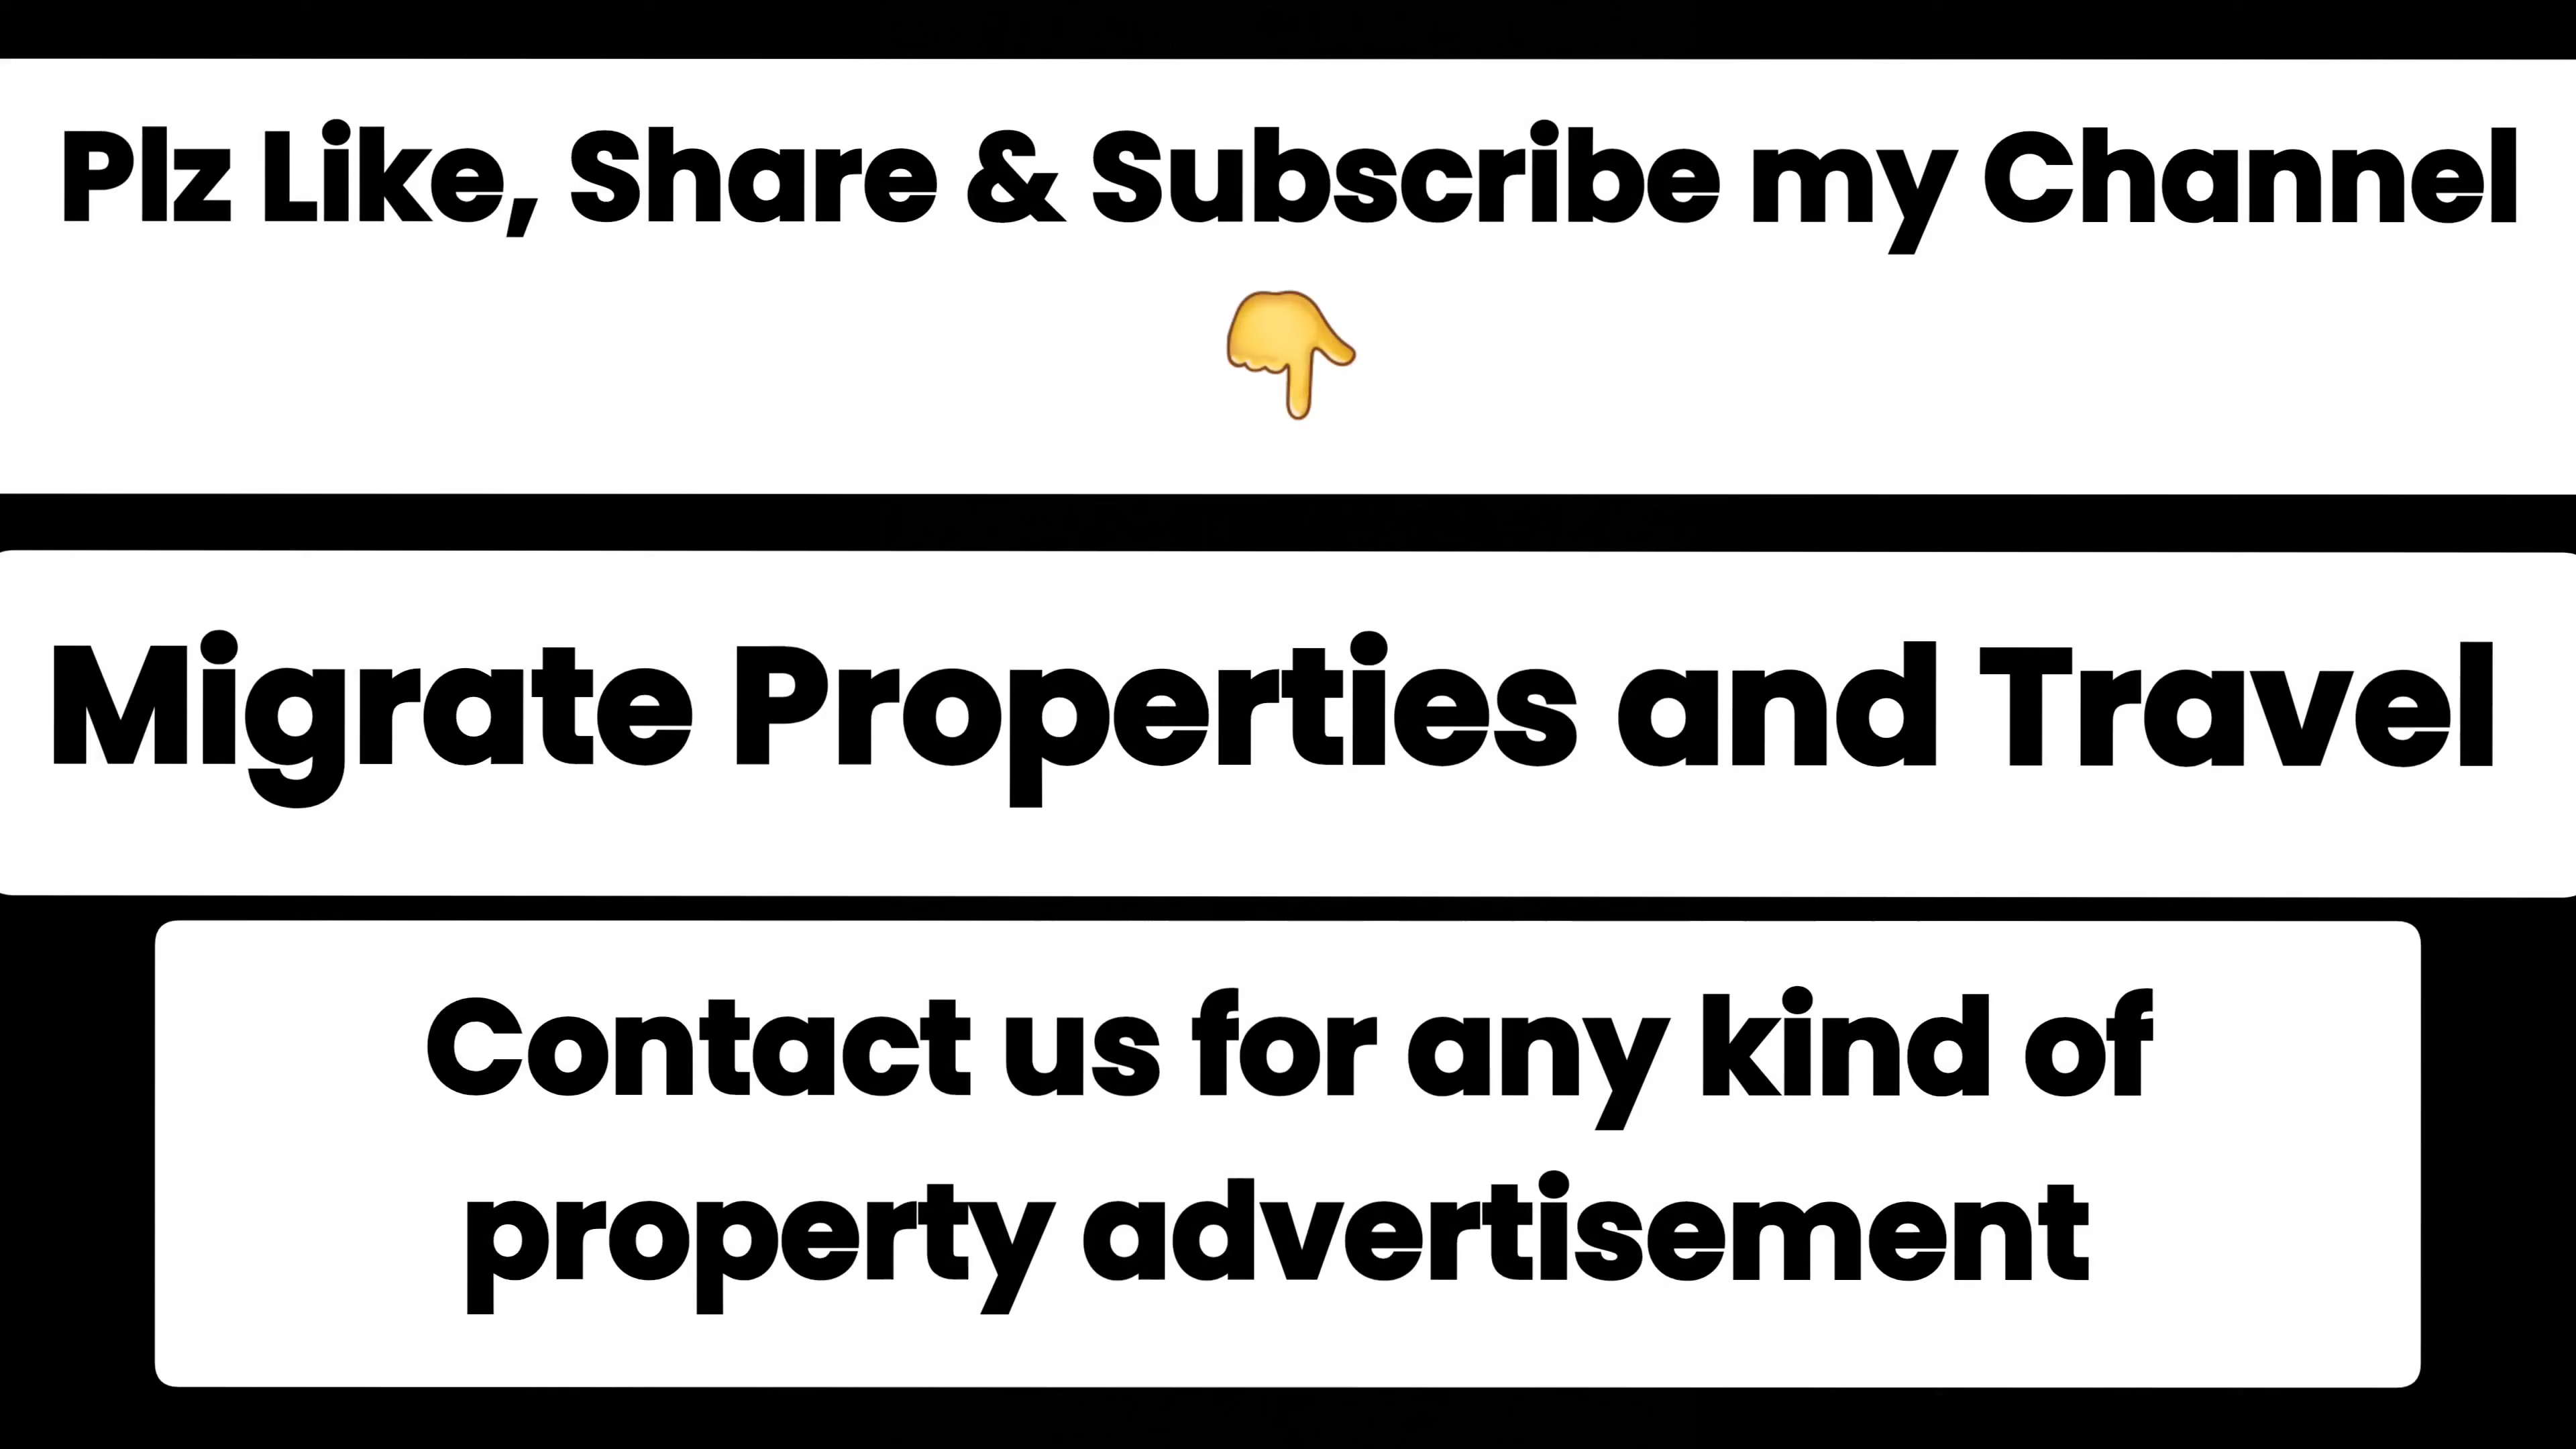 Plz Like, Share & Subscribe my Channel
👇
Migrate Properties and Travel
Contact us for any kind of
property advertisement